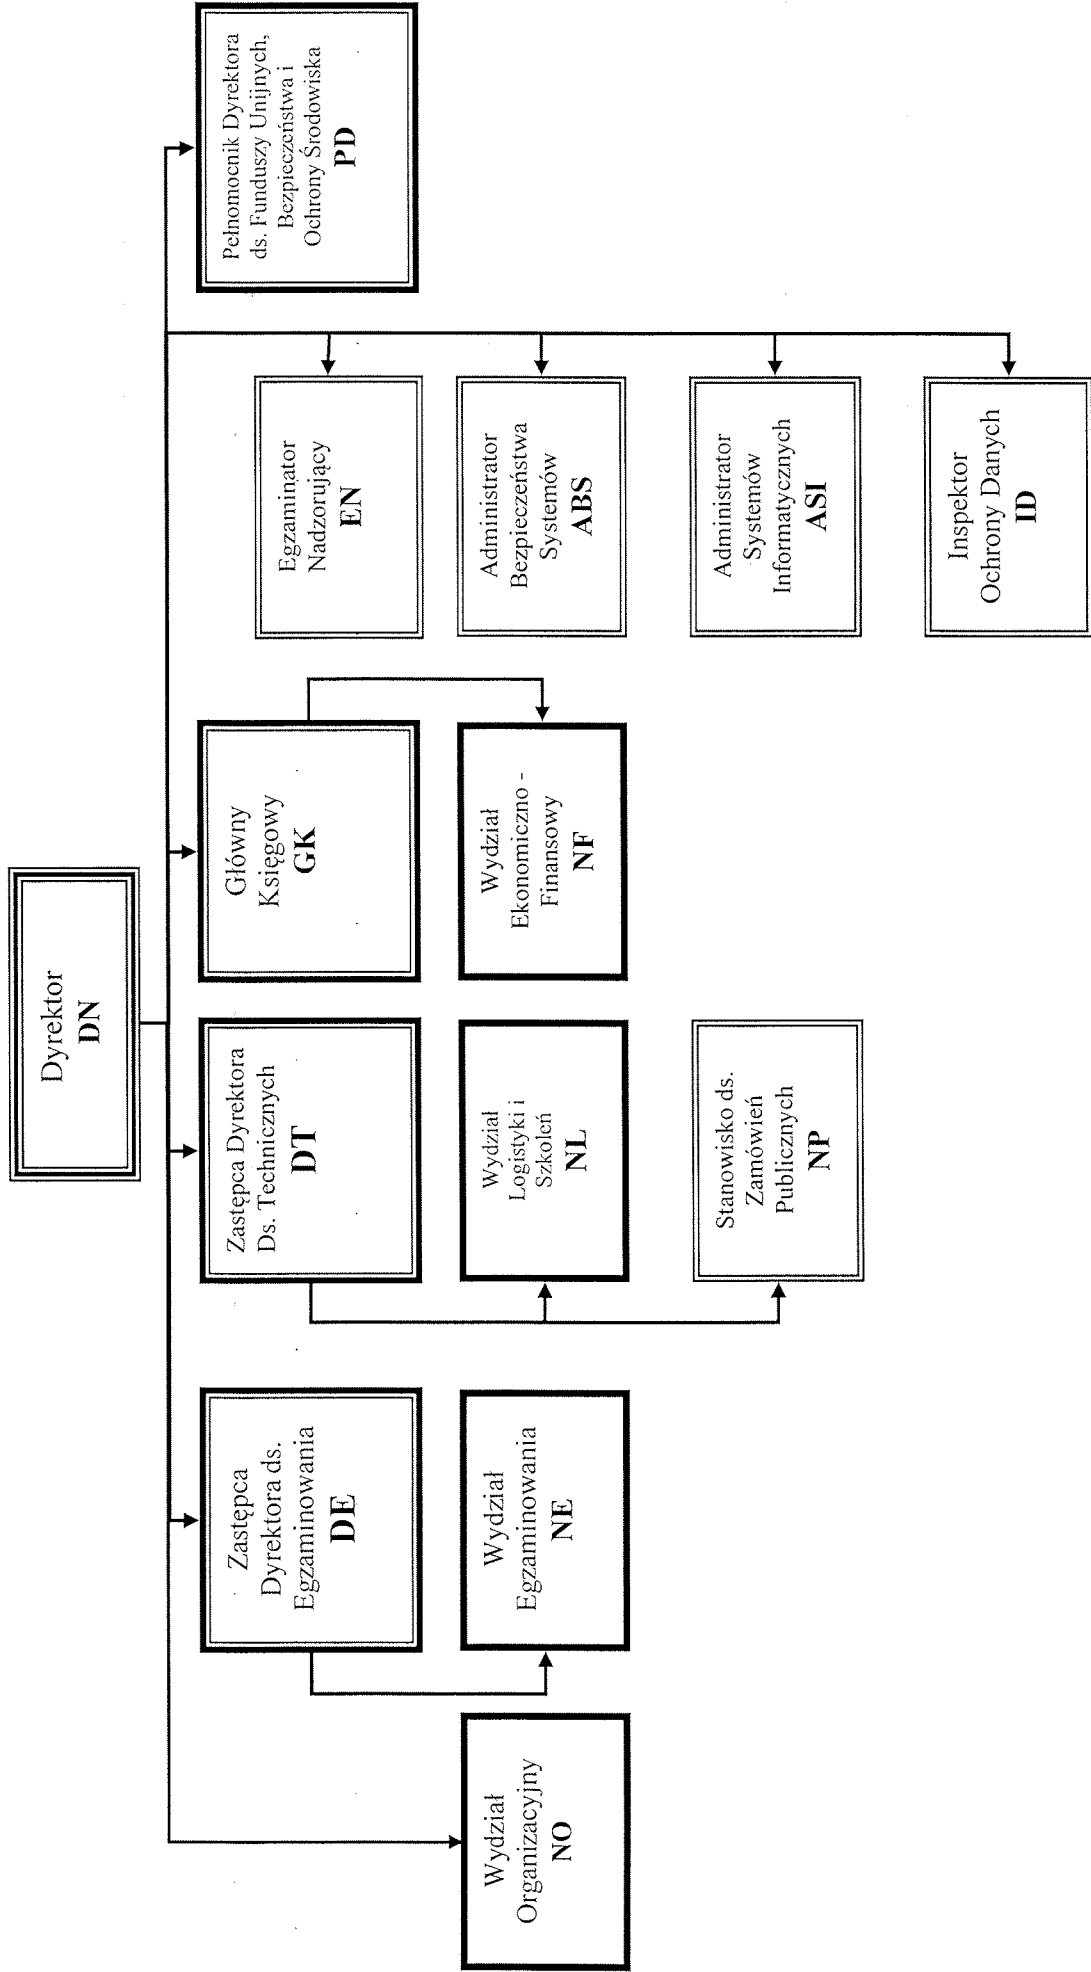 Dyrektor
DN
Zastępca
Dyrektora ds.
Egzaminowania
DE
Zastępca Dyrektora
Ds. Technicznych
DT
Główny
Księgowy
GK
Pełnomocnik Dyrektora
ds. Funduszy Unijnych,
Bezpieczeństwa i
Ochrony Środowiska
PD
Wydział
Organizacyjny
NO
Wydział
Egzaminowania
NE
Wydział
Logistyki i
Szkoleń
NL
Wydział
Ekonomiczno -
Finansowy
NF
Egzaminator
Nadzorujący
EN
Administrator
Bezpieczeństwa
Systemów
ABS
Stanowisko ds.
Zamówień
Publicznych
NP
Administrator
Systemów
Informatycznych
ASI
Inspektor
Ochrony Danych
ID